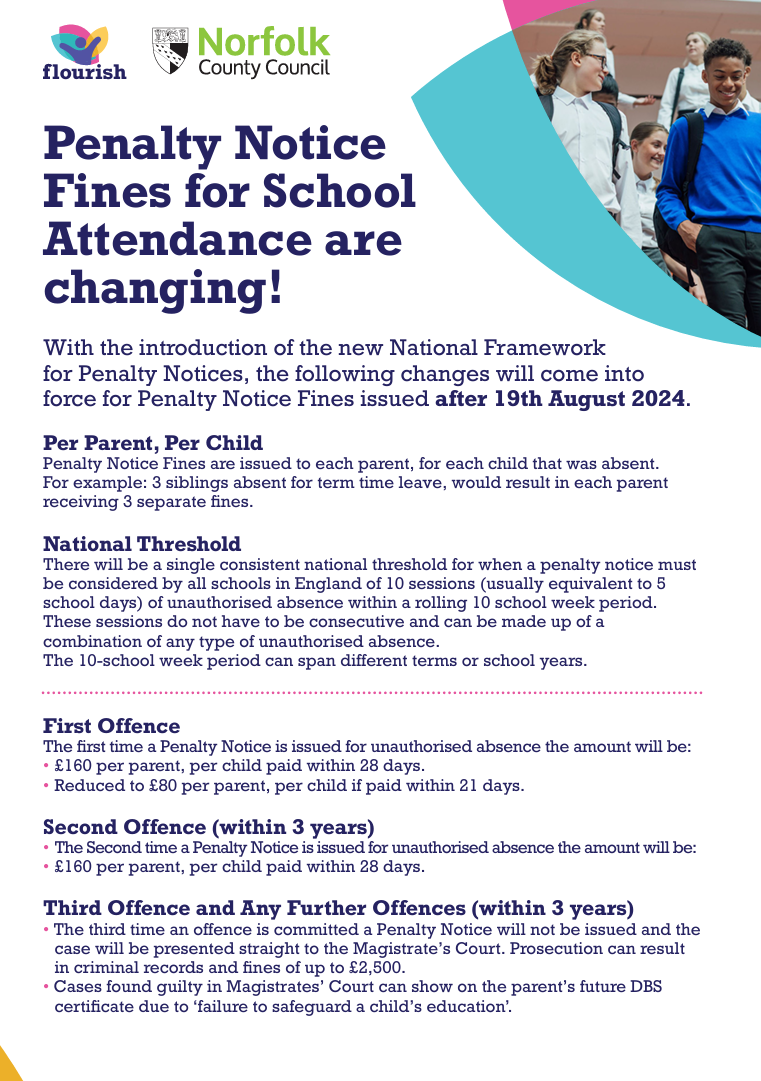 flourish
Norfolk
County Council
Penalty Notice
Fines for School
Attendance are
changing!
With the introduction of the new National Framework
for Penalty Notices, the following changes will come into
force for Penalty Notice Fines issued after 19th August 2024.
Per Parent, Per Child
Penalty Notice Fines are issued to each parent, for each child that was absent.
For example: 3 siblings absent for term time leave, would result in each parent
receiving 3 separate fines.
National Threshold
There will be a single consistent national threshold for when a penalty notice must
be considered by all schools in England of 10 sessions (usually equivalent to 5
school days) of unauthorised absence within a rolling 10 school week period.
These sessions do not have to be consecutive and can be made up of a
combination of any type of unauthorised absence.
The 10-school week period can span different terms or school years.
First Offence
The first time a Penalty Notice is issued for unauthorised absence the amount will be:
• £160 per parent, per child paid within 28 days.
• Reduced to £80 per parent, per child if paid within 21 days.
Second Offence (within 3 years)
• The Second time a Penalty Notice is issued for unauthorised absence the amount will be:
• £160 per parent, per child paid within 28 days.
Third Offence and Any Further Offences (within 3 years)
• The third time an offence is committed a Penalty Notice will not be issued and the
case will be presented straight to the Magistrate's Court. Prosecution can result
in criminal records and fines of up to £2,500.
• Cases found guilty in Magistrates' Court can show on the parent's future DBS
certificate due to 'failure to safeguard a child's education'.